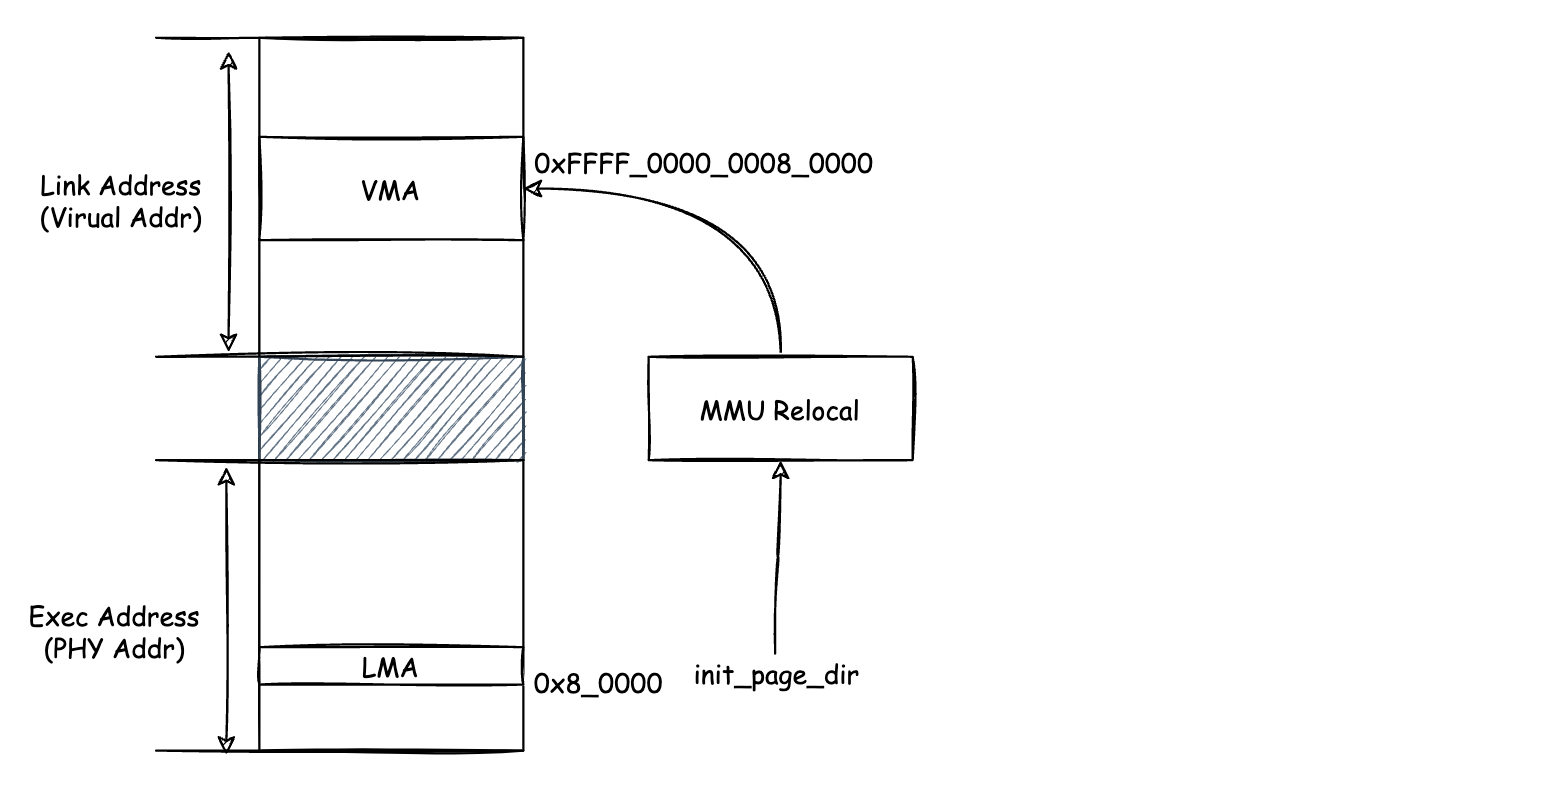 0xFFFF_0000_0008_0000
Link Address
(Virual Addr)
VMA
MMU Relocal
Exec Address
(PHY Addr)
LMA
0x8_0000
init_page_dir